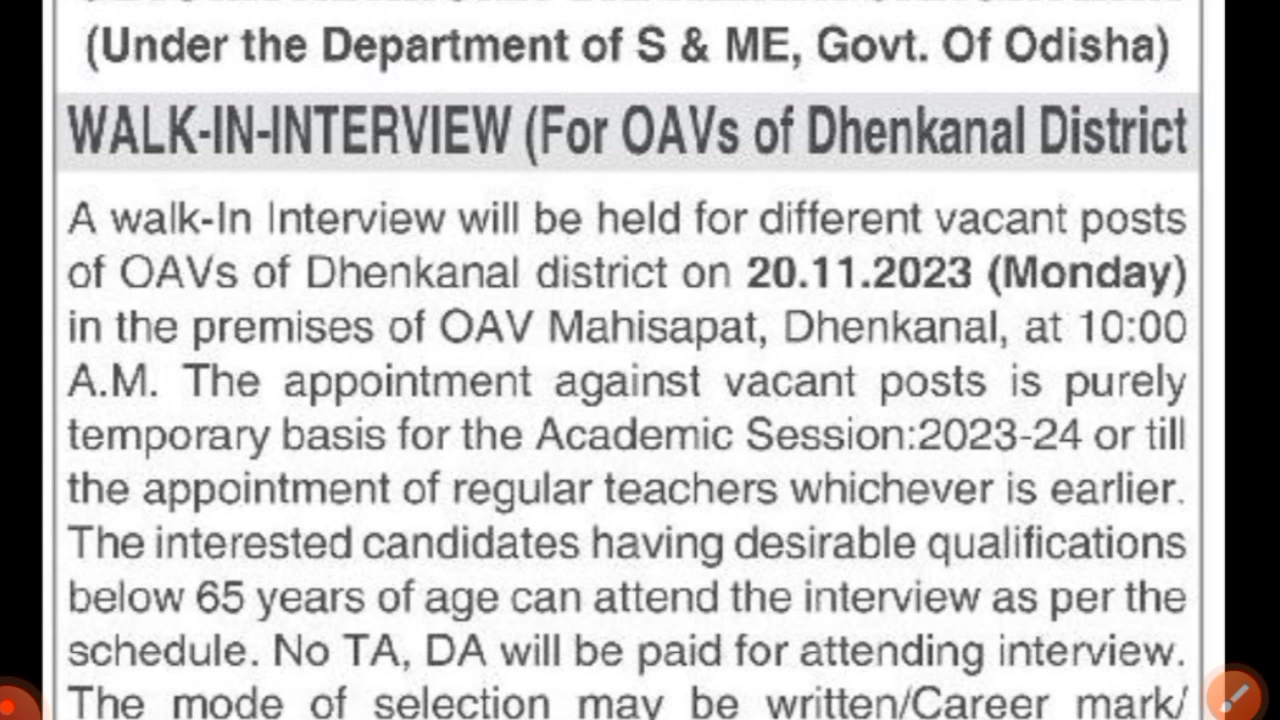 (Under the Department of S & ME, Govt. Of Odisha)
WALK-IN-INTERVIEW (For OAVs of Dhenkanal District
A walk-In Interview will be held for different vacant posts
of OAVs of Dhenkanal district on 20.11.2023 (Monday)
in the premises of OAV Mahisapat, Dhenkanal, at 10:00
A.M. The appointment against vacant posts is purely
temporary basis for the Academic Session:2023-24 or till
the appointment of regular teachers whichever is earlier.
The interested candidates having desirable qualifications
below 65 years of age can attend the interview as per the
schedule. No TA, DA will be paid for attending interview.
The mode of selection may be written/Career mark/